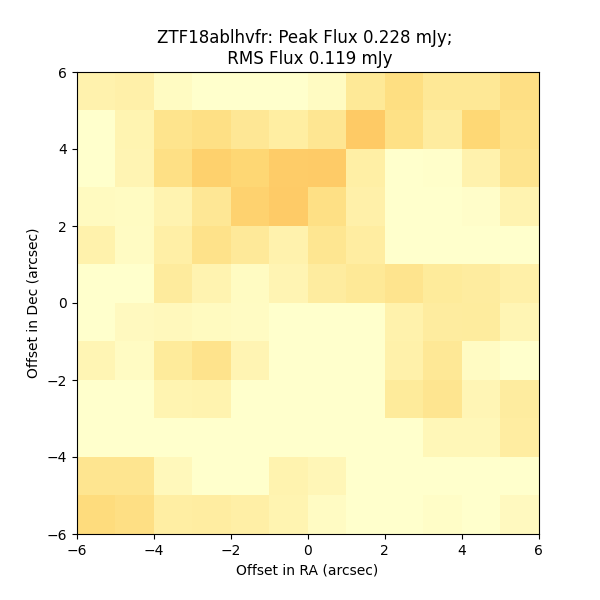 ZTF18ablhvfr: Peak Flux 0.228 mJy;
RMS Flux 0.119 mJy
6
4
2
0
−2
−4
−6
Offset in Dec (arcsec)
−6 −4 −2 0 2 4 6
Offset in RA (arcsec)